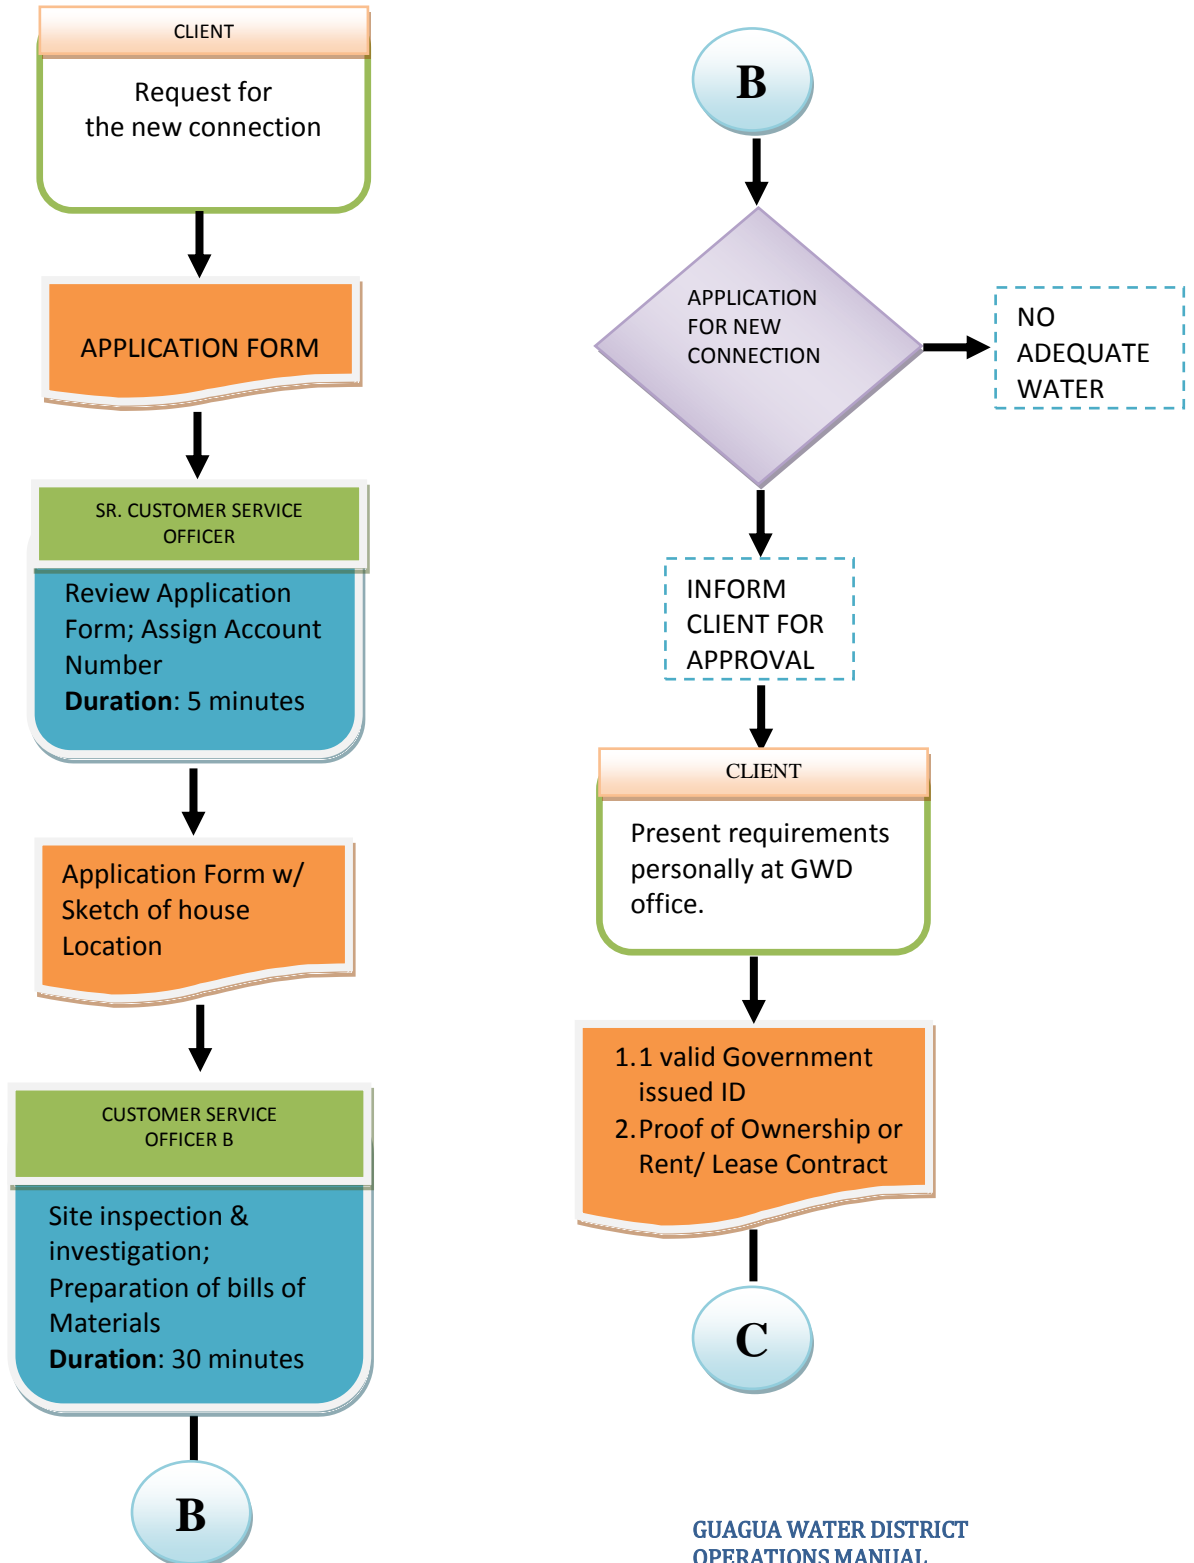 CLIENT
Request for
the new connection
APPLICATION FORM
SR. CUSTOMER SERVICE
OFFICER
Review Application
Form; Assign Account
Number
Duration: 5 minutes
Application Form w/
Sketch of house
Location
CUSTOMER SERVICE
OFFICER B
Site inspection &
investigation;
Preparation of bills of
Materials
Duration: 30 minutes
B
B
APPLICATION
FOR NEW
CONNECTION
NO
ADEQUATE
WATER
INFORM
CLIENT FOR
APPROVAL
CLIENT
Present requirements
personally at GWD
office.
1. 1 valid Government
issued ID
2. Proof of Ownership or
Rent/ Lease Contract
C
GUAGUA WATER DISTRICT
OPERATIONS MANUAL